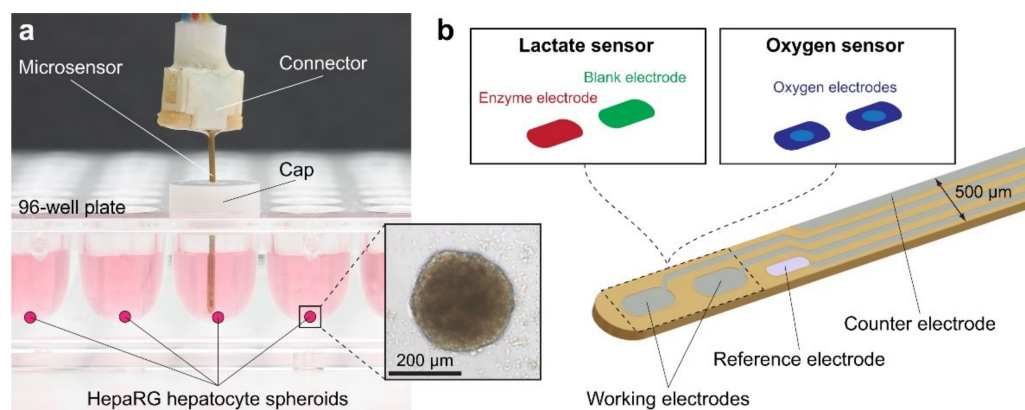 a
Microsensor
Connector
Cap
96-well plate
200 µm
HepaRG hepatocyte spheroids
b
Lactate sensor
Blank electrode
Enzyme electrode
Oxygen sensor
Oxygen electrodes
500 µm
Counter electrode
Reference electrode
Working electrodes